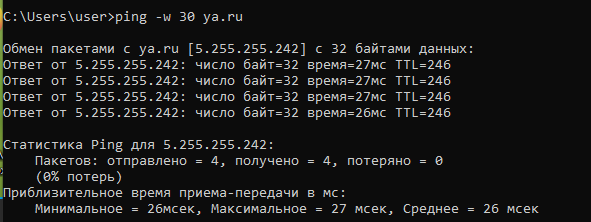 C:\Users\user>ping -w 30 ya.ru
Обмен пакетами с ya.ru [5.255.255.242] с 32 байтами данных:
Ответ от 5.255.255.242: число байт=32 время=27мс TTL=246
Ответ от 5.255.255.242: число байт=32 время=27мс TTL=246
Ответ от 5.255.255.242: число байт=32 время=27мс TTL=246
Ответ от 5.255.255.242: число байт=32 время=26мс TTL=246
Статистика Ping для 5.255.255.242:
Пакетов: отправлено = 4, получено = 4, потеряно = 0
(0% потерь)
Приблизительное время приема-передачи в мс:
Минимальное = 26мсек, Максимальное = 27 мсек, Среднее = 26 мсек